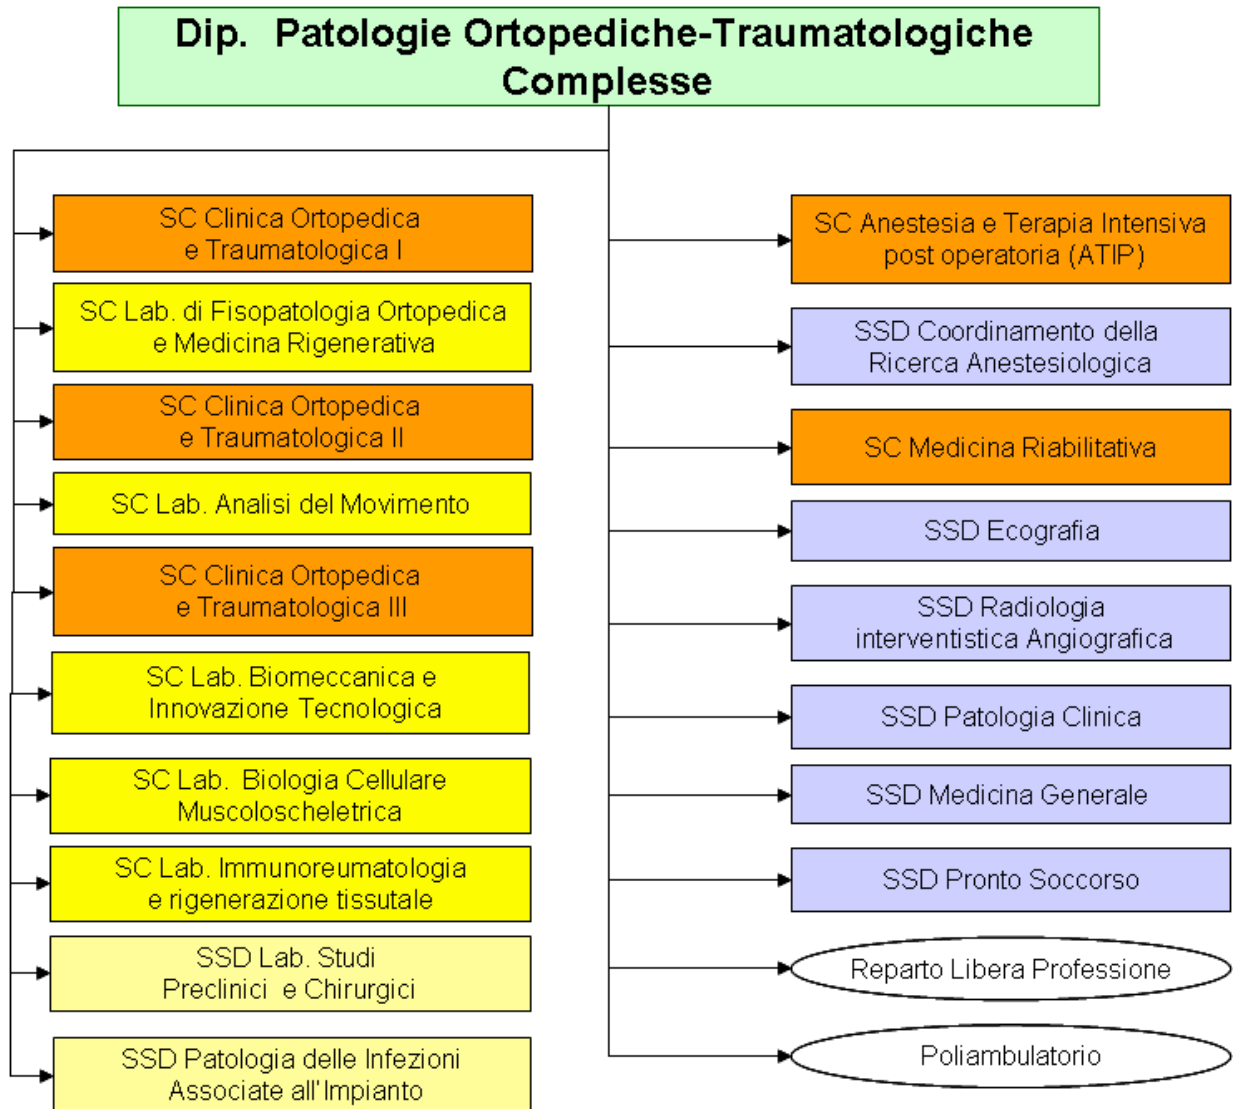 Dip. Patologie Ortopediche-Traumatologiche
Complesse
SC Clinica Ortopedica
e Traumatologica I
SC Lab. di Fisopatologia Ortopedica
e Medicina Rigenerativa
SC Clinica Ortopedica
e Traumatologica II
SC Lab. Analisi del Movimento
SC Clinica Ortopedica
e Traumatologica III
SC Lab. Biomeccanica e
Innovazione Tecnologica
SC Lab. Biologia Cellulare
Muscoloscheletrica
SC Lab. Immunoreumatologia
e rigenerazione tissutale
SSD Lab. Studi
Preclinici e Chirurgici
SSD Patologia delle Infezioni
Associate all'Impianto
SC Anestesia e Terapia Intensiva
post operatoria (ATIP)
SSD Coordinamento della
Ricerca Anestesiologica
SC Medicina Riabilitativa
SSD Ecografia
SSD Radiologia
interventistica Angiografica
SSD Patologia Clinica
SSD Medicina Generale
SSD Pronto Soccorso
Reparto Libera Professione
Poliambulatorio